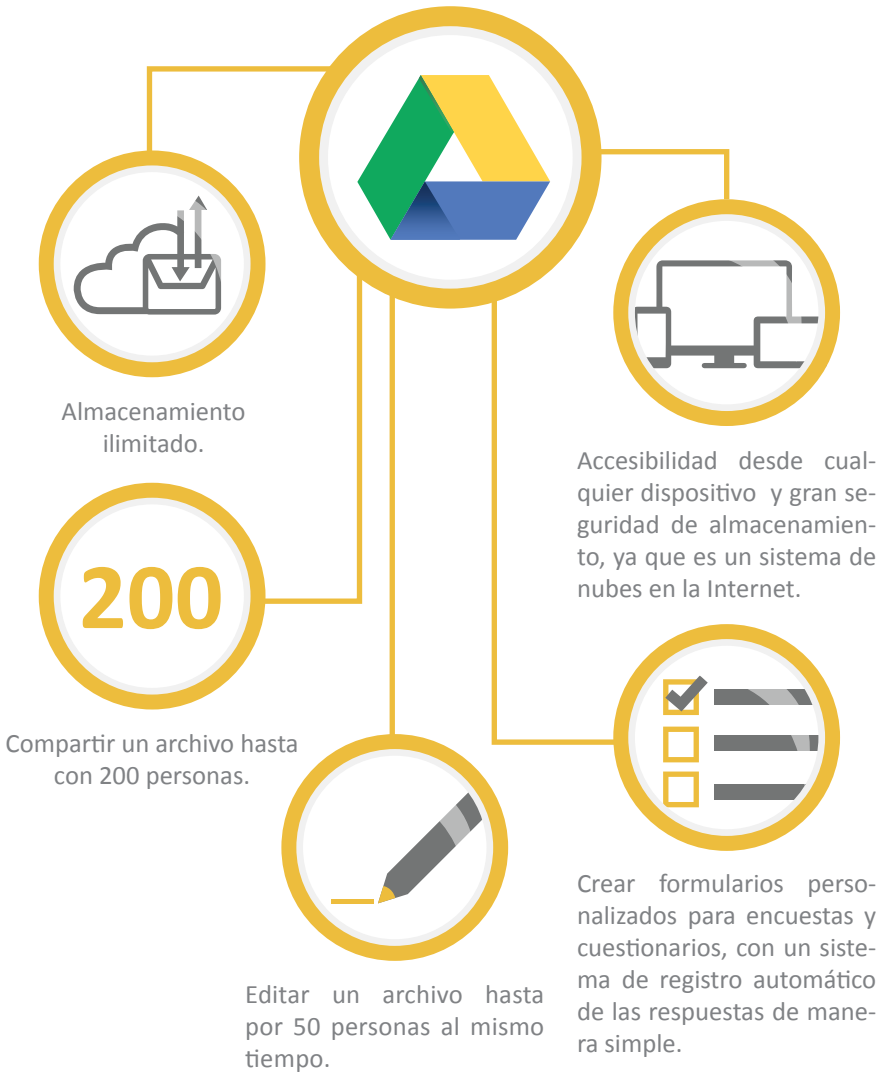 Almacenamiento
ilimitado.
Accesibilidad desde cual-
quier dispositivo y gran se-
guridad de almacenamien-
to, ya que es un sistema de
nubes en la Internet.
200
Compartir un archivo hasta
con 200 personas.
Editar un archivo hasta
por 50 personas al mismo
tiempo.
Crear formularios perso-
nalizados para encuestas y
cuestionarios, con un siste-
ma de registro automático
de las respuestas de mane-
ra simple.